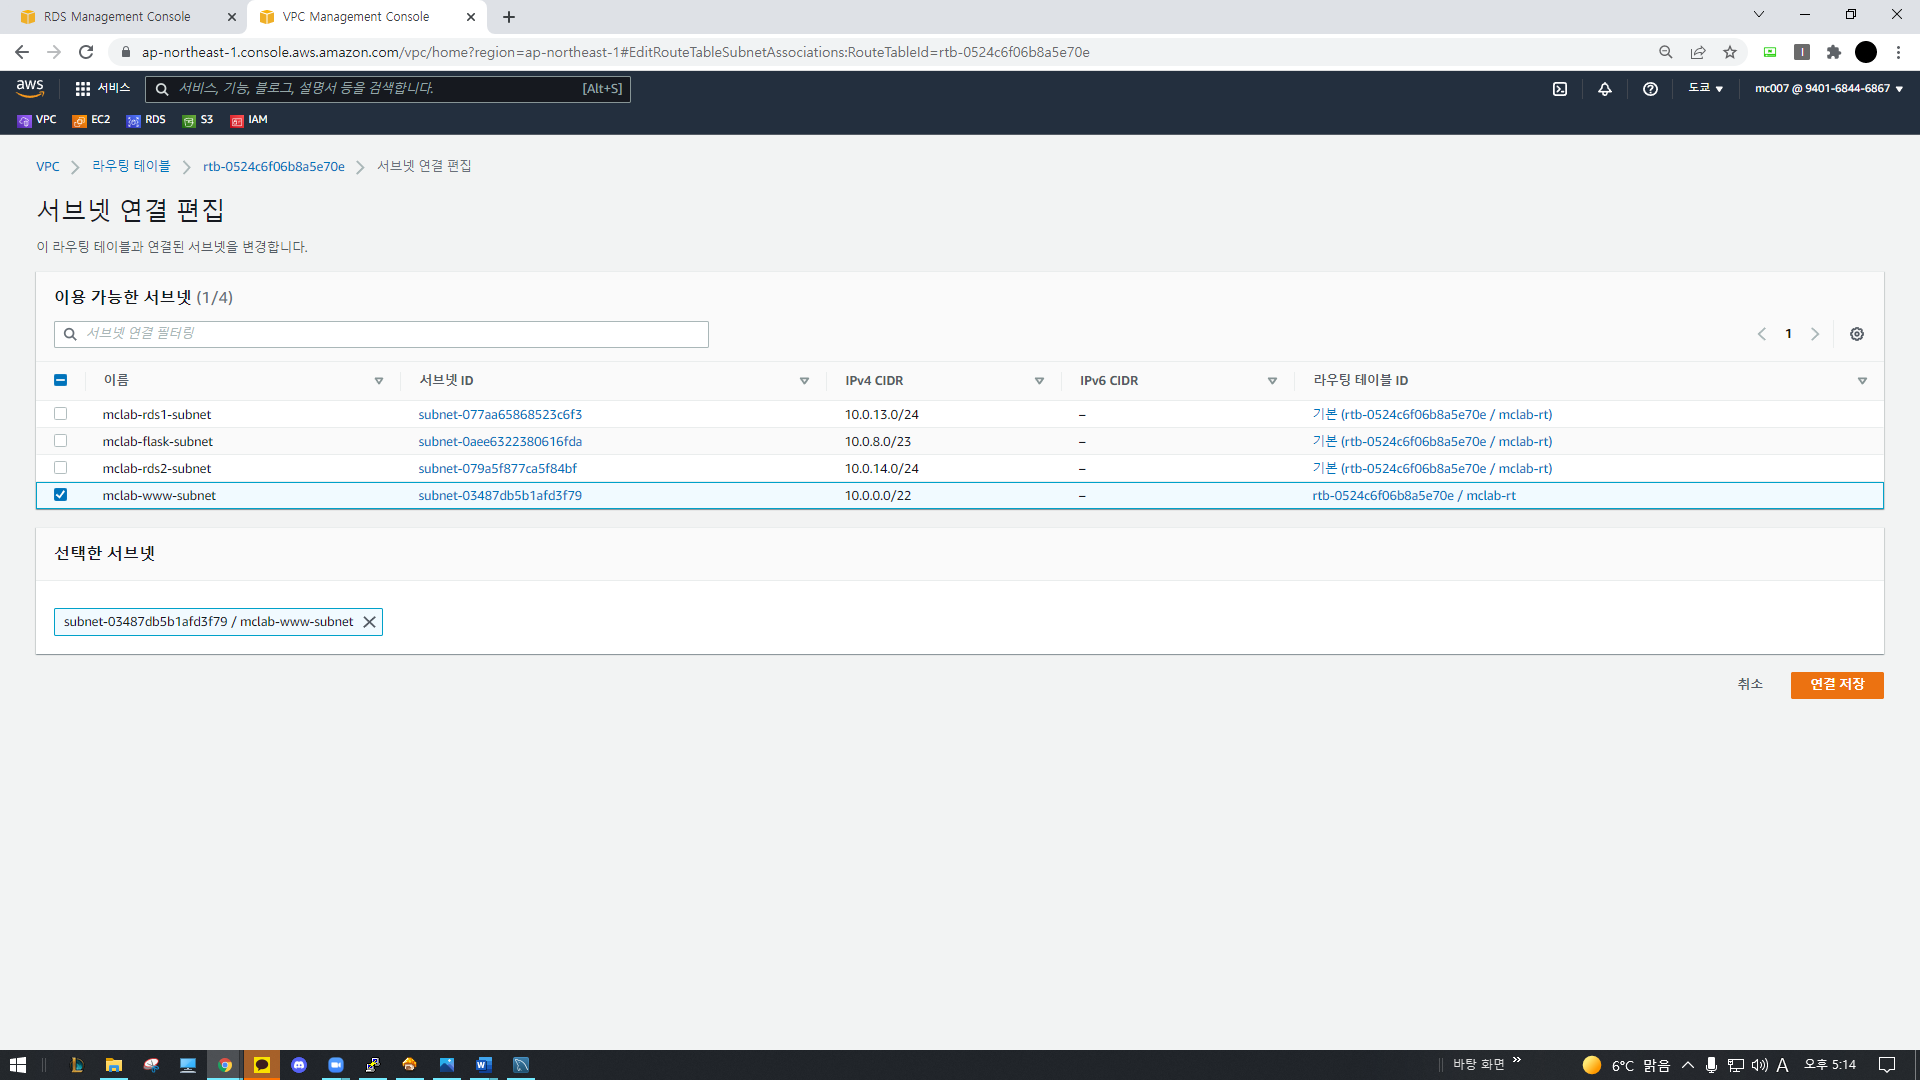 RDS Management Console
VPC Management Console
ap-northeast-1.console.aws.amazon.com/vpc/home?region=ap-northeast-1#EditRouteTableSubnetAssociations:RouteTableId=rtb-0524c6f06b8a5e70e
aws 서비스 서비스, 기능, 블로그, 설명서 등을 검색합니다. [Alt+S] 도쿄 mc007 @ 9401-6844-6867
VPC EC2 RDS S3 IAM
VPC 라우팅 테이블 rtb-0524c6f06b8a5e70e 서브넷 연결 편집
서브넷 연결 편집
이 라우팅 테이블과 연결된 서브넷을 변경합니다.
이용 가능한 서브넷 (1/4)
서브넷 연결 필터링 1
이름 서브넷 ID IPv4 CIDR IPv6 CIDR 라우팅 테이블 ID
mclab-rds1-subnet subnet-077aa65868523c6f3 10.0.13.0/24 – 기본 (rtb-0524c6f06b8a5e70e / mclab-rt)
mclab-flask-subnet subnet-0aee6322380616fda 10.0.8.0/23 – 기본 (rtb-0524c6f06b8a5e70e / mclab-rt)
mclab-rds2-subnet subnet-079a5f877ca5f84bf 10.0.14.0/24 – 기본 (rtb-0524c6f06b8a5e70e / mclab-rt)
mclab-www-subnet subnet-03487db5b1afd3f79 10.0.0.0/22 – rtb-0524c6f06b8a5e70e / mclab-rt
선택한 서브넷
subnet-03487db5b1afd3f79 / mclab-www-subnet
취소 연결 저장
바탕 화면 6°C 맑음 A 오후 5:14